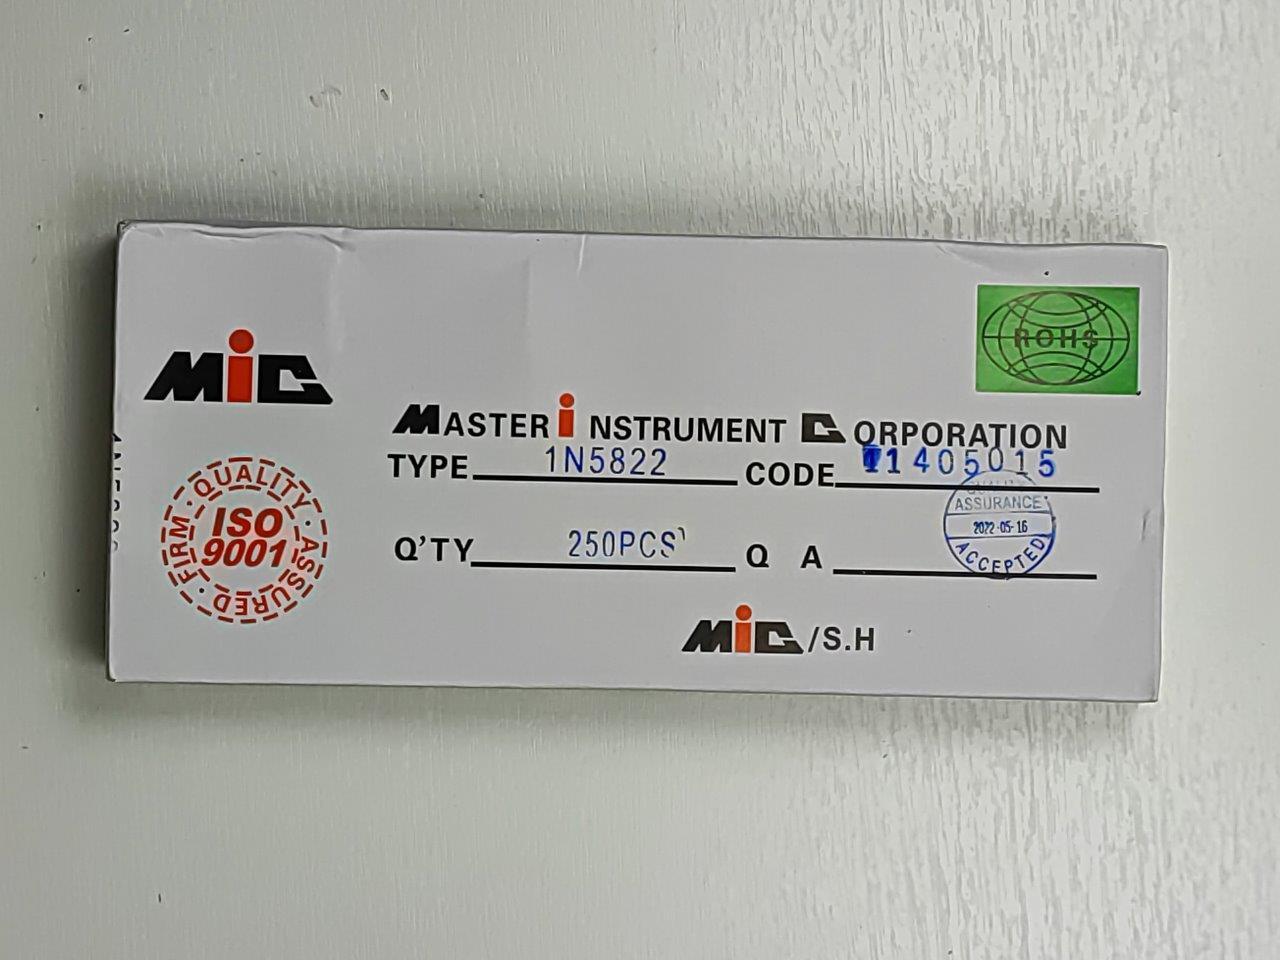 ROHS
MiC
MASTER iNSTRUMENT CORPORATION
TYPE 1N5822 CODE 11405015
QUALITY · ASSURED · FIRM ·
ISO
9001
Q'TY 250PCS Q A
ASSURANCE
2022-05-16
ACCEPTED
MiC/S.H